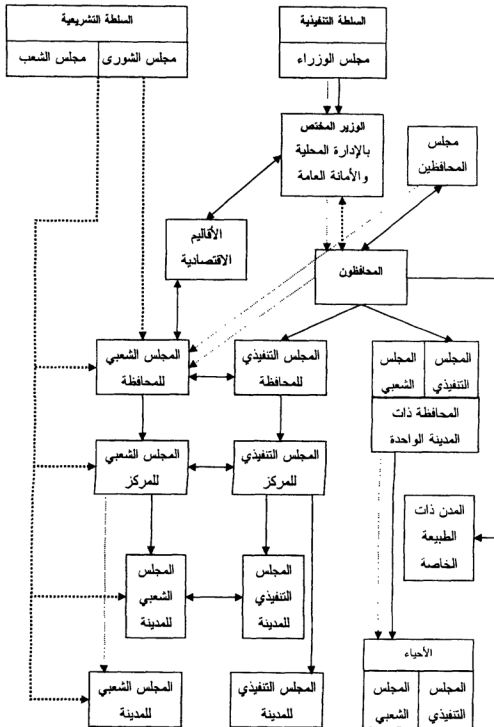 السلطة التنفيذية
مجلس الوزراء
السلطة التشريعية
مجلس الشورى
مجلس الشعب
الوزير المختص
بالإدارة المحلية
والأمانة العامة
مجلس
المحافظين
الأقاليم
الاقتصادية
المحافظون
المجلس
التنفيذي
المجلس
الشعبي
المحافظة ذات
المدينة الواحدة
المجلس التنفيذي
للمحافظة
المجلس الشعبي
للمحافظة
المجلس التنفيذي
للمركز
المجلس الشعبي
للمركز
المدن ذات
الطبيعة
الخاصة
المجلس
التنفيذي
للمدينة
المجلس
الشعبي
للمدينة
الأحياء
المجلس
التنفيذي
المجلس
الشعبي
المجلس التنفيذي
للمدينة
المجلس الشعبي
للمدينة